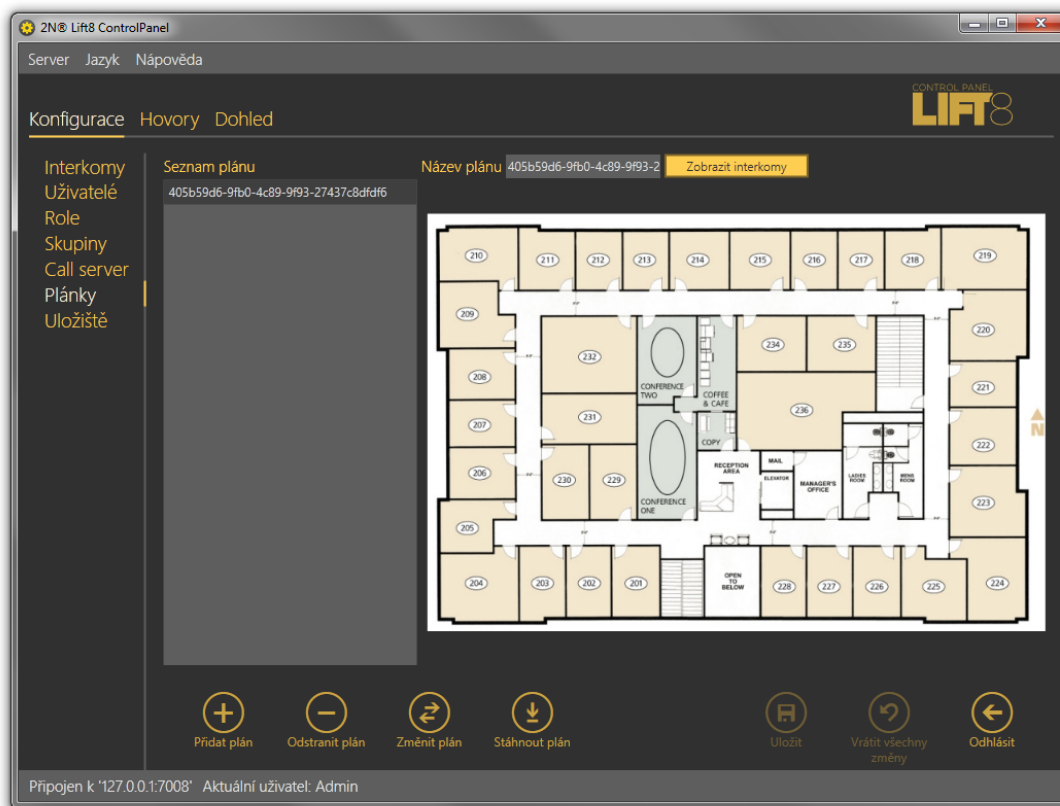 2N® Lift8 ControlPanel
Server Jazyk Nápověda
CONTROL PANEL
LIFT8
Konfigurace Hovory Dohled
Interkomy
Uživatelé
Role
Skupiny
Call server
Plánky
Uložiště
Seznam plánu
405b59d6-9fb0-4c89-9f93-27437c8dfdf6
Název plánu 405b59d6-9fb0-4c89-9f93-2 Zobrazit interkomy
210 211 212 213 214 215 216 217 218 219
209 232 234 235 220
CONFERENCE
TWO
COFFEE
& CAFE
208 221
207 231 236 222
COPY
206 230 229
RECEPTION
AREA
MAIL
ELEVATOR
MANAGER'S
OFFICE
LADIES
ROOM
MENS
ROOM
CONFERENCE
ONE
223
205
204 203 202 201
OPEN
TO
BELOW
228 227 226 225 224
N
Přidat plán
Odstranit plán
Změnit plán
Stáhnout plán
Uložit
Vrátit všechny
změny
Odhlásit
Připojen k '127.0.0.1:7008' Aktuální uživatel: Admin